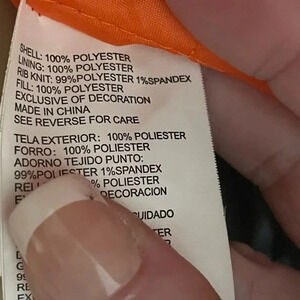 SHELL: 100% POLYESTER
LINING: 100% POLYESTER
RIB KNIT: 99%POLYESTER 1%SPANDEX
FILL: 100% POLYESTER
EXCLUSIVE OF DECORATION
MADE IN CHINA
SEE REVERSE FOR CARE
TELA EXTERIOR: 100% POLIESTER
FORRO: 100% POLIESTER
ADORNO TEJIDO PUNTO:
99%POLIESTER 1%SPANDEX
POLIESTER
DECORACION
CUIDADO